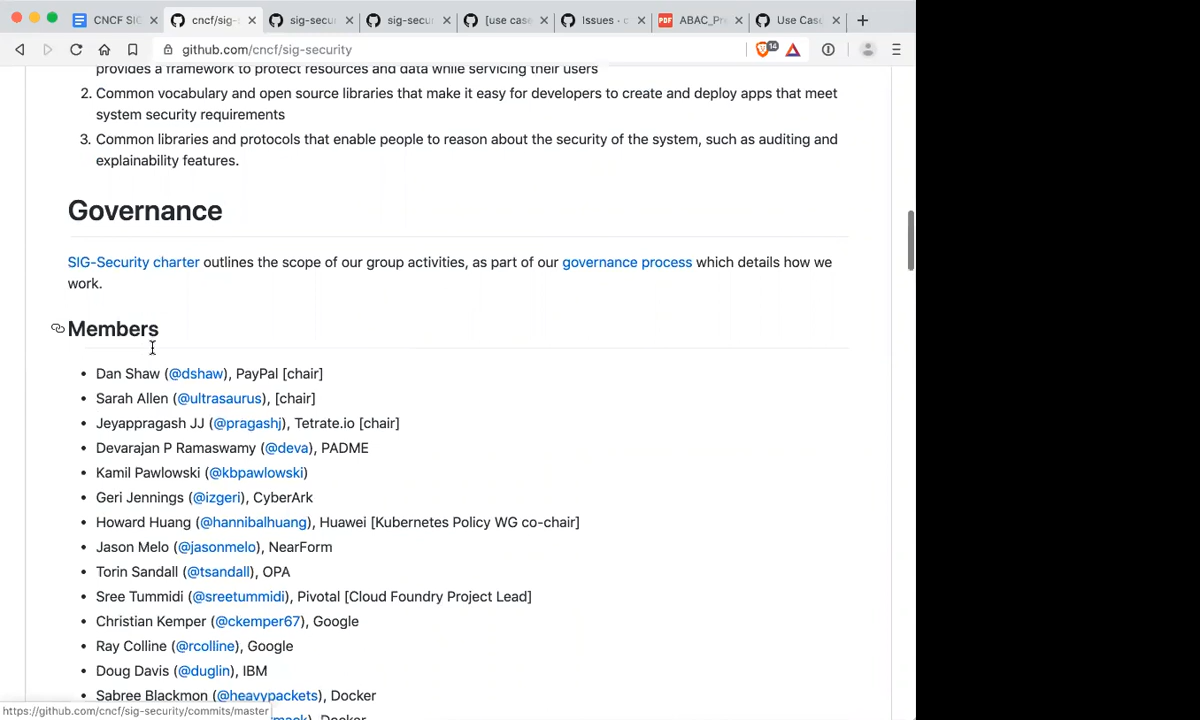 CNCF SIG
cncf/sig-
sig-secur
sig-secur
[use case
Issues · c
PDF
ABAC_Pr
Use Cas
github.com/cncf/sig-security
14
provides a framework to protect resources and data while servicing their users
2. Common vocabulary and open source libraries that make it easy for developers to create and deploy apps that meet
system security requirements
3. Common libraries and protocols that enable people to reason about the security of the system, such as auditing and
explainability features.
Governance
SIG-Security charter outlines the scope of our group activities, as part of our governance process which details how we
work.
Members
• Dan Shaw (@dshaw), PayPal [chair]
• Sarah Allen (@ultrasaurus), [chair]
• Jeyappragash JJ (@pragashj), Tetrate.io [chair]
• Devarajan P Ramaswamy (@deva), PADME
• Kamil Pawlowski (@kbpawlowski)
• Geri Jennings (@izgeri), CyberArk
• Howard Huang (@hannibalhuang), Huawei [Kubernetes Policy WG co-chair]
• Jason Melo (@jasonmelo), NearForm
• Torin Sandall (@tsandall), OPA
• Sree Tummidi (@sreetummidi), Pivotal [Cloud Foundry Project Lead]
• Christian Kemper (@ckemper67), Google
• Ray Colline (@rcolline), Google
• Doug Davis (@duglin), IBM
• Sabree Blackmon (@heavypackets), Docker
https://github.com/cncf/sig-security/commits/master
Docker